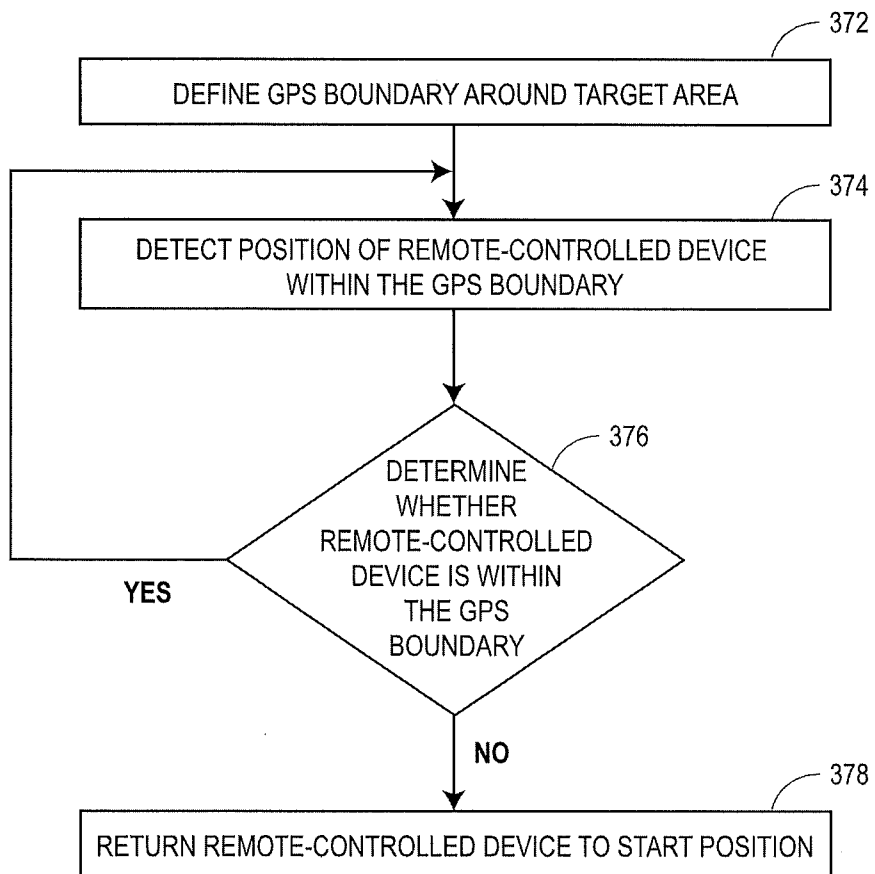 372
DEFINE GPS BOUNDARY AROUND TARGET AREA
374
DETECT POSITION OF REMOTE-CONTROLLED DEVICE
WITHIN THE GPS BOUNDARY
376
DETERMINE
WHETHER
REMOTE-CONTROLLED
DEVICE IS WITHIN
THE GPS
BOUNDARY
YES
NO
378
RETURN REMOTE-CONTROLLED DEVICE TO START POSITION